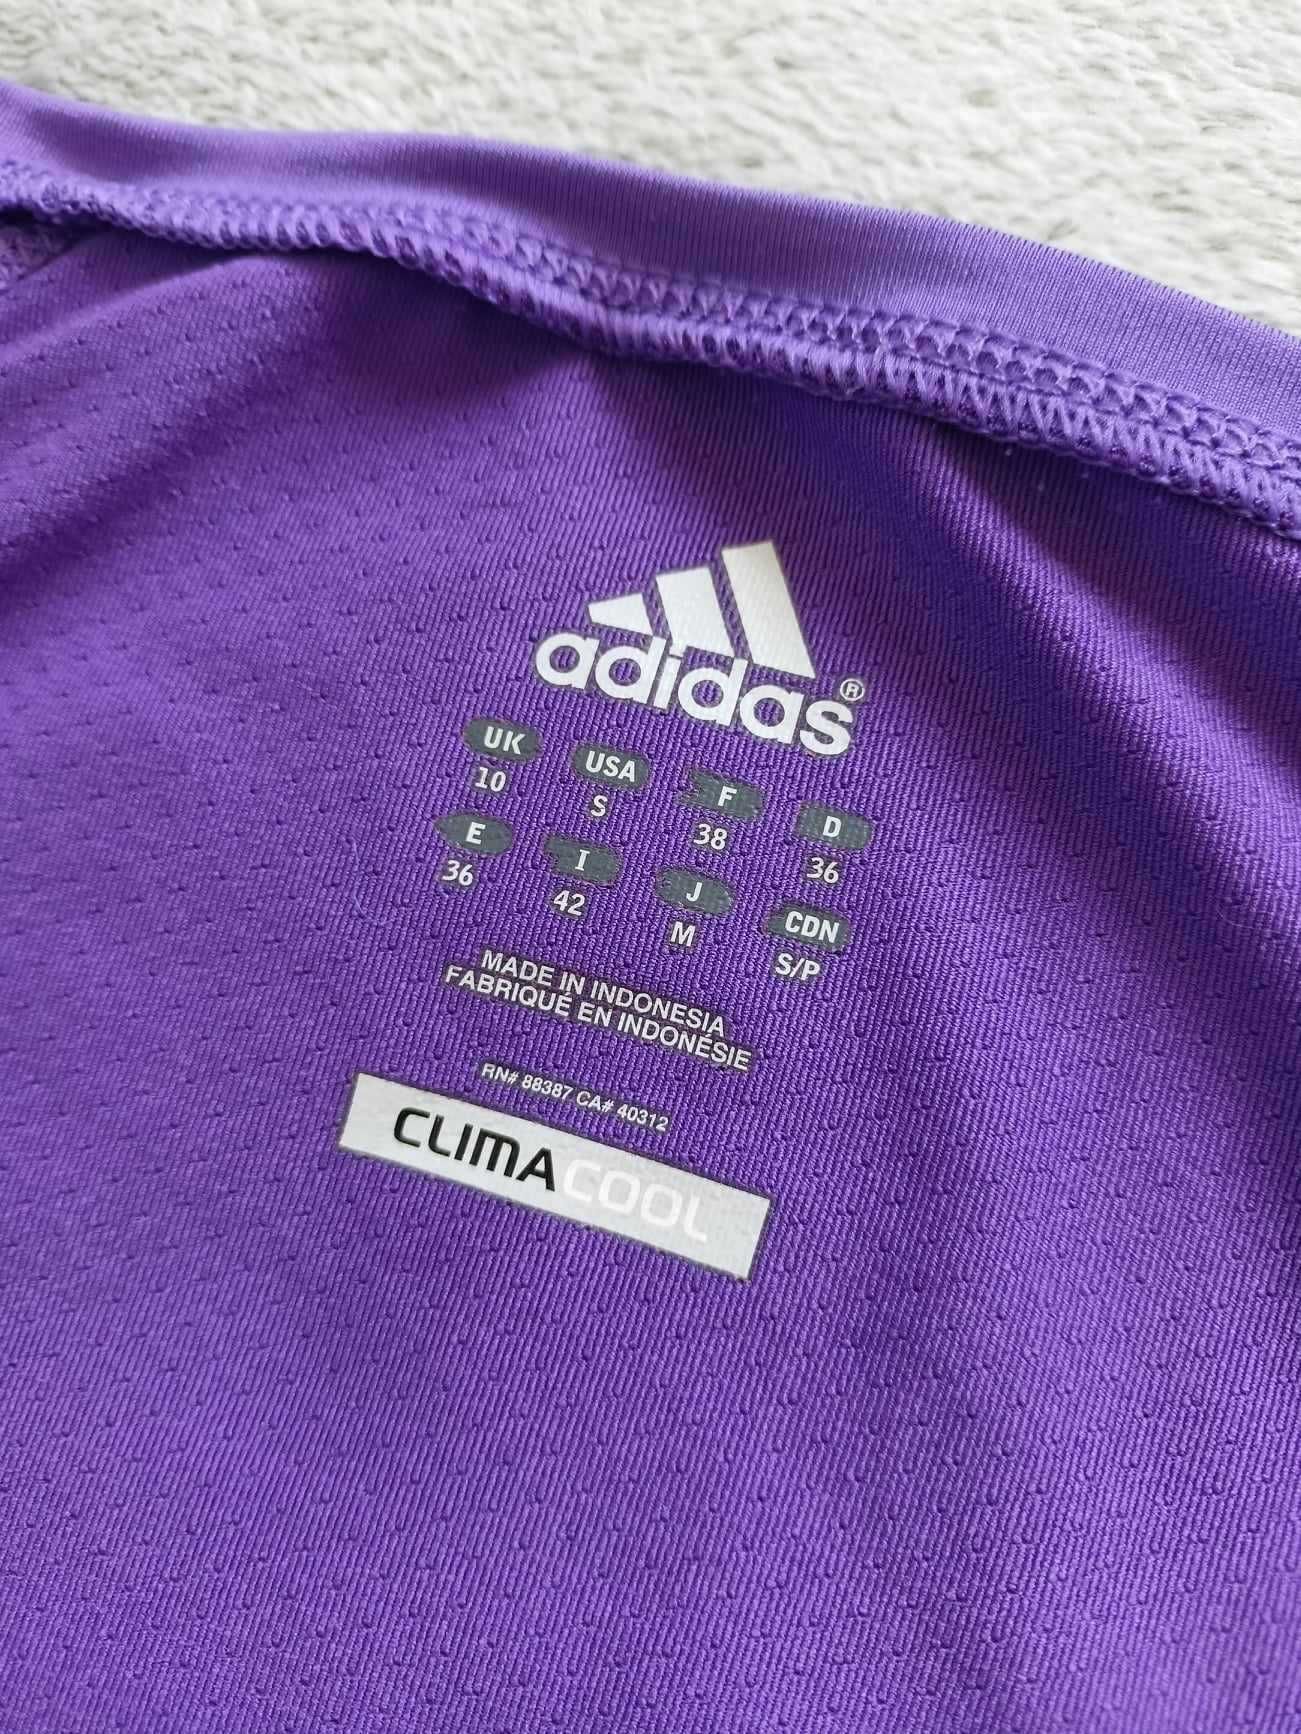 adidas®
UK USA F D
10 S 38 36
E I J CDN
36 42 M S/P
MADE IN INDONESIA
FABRIQUÉ EN INDONÉSIE
RN# 88387 CA# 40312
CLIMACOOL